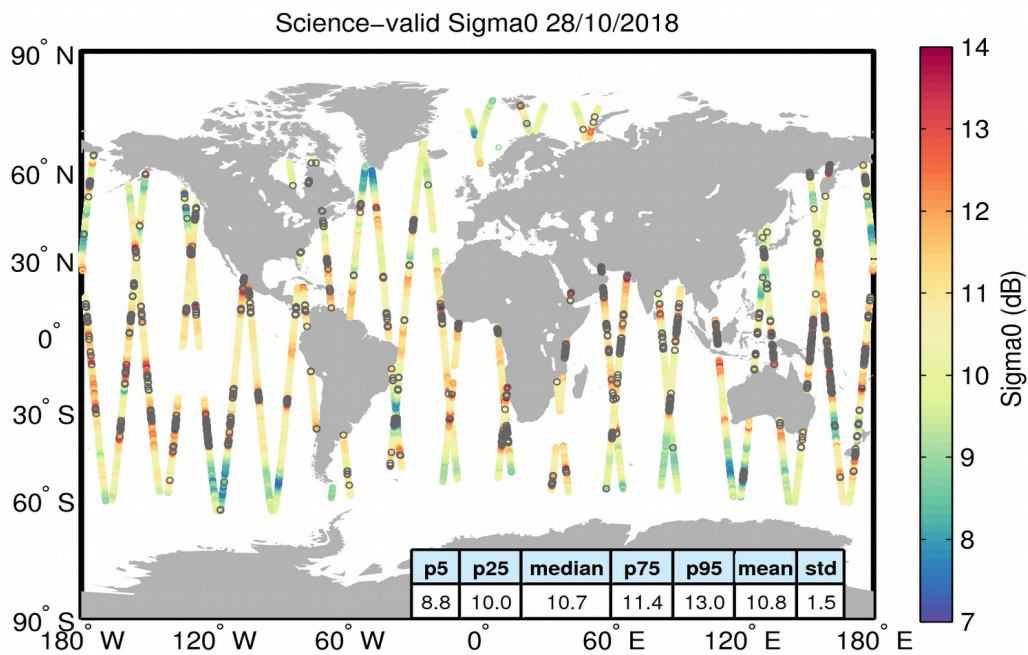 Science−valid Sigma0 28/10/2018
90° N
60° N
30° N
0°
30° S
60° S
90° S
180° W
120° W
60° W
0°
60° E
120° E
180° E
14
13
12
11
10
9
8
7
Sigma0 (dB)
p5 p25 median p75 p95 mean std
8.8 10.0 10.7 11.4 13.0 10.8 1.5